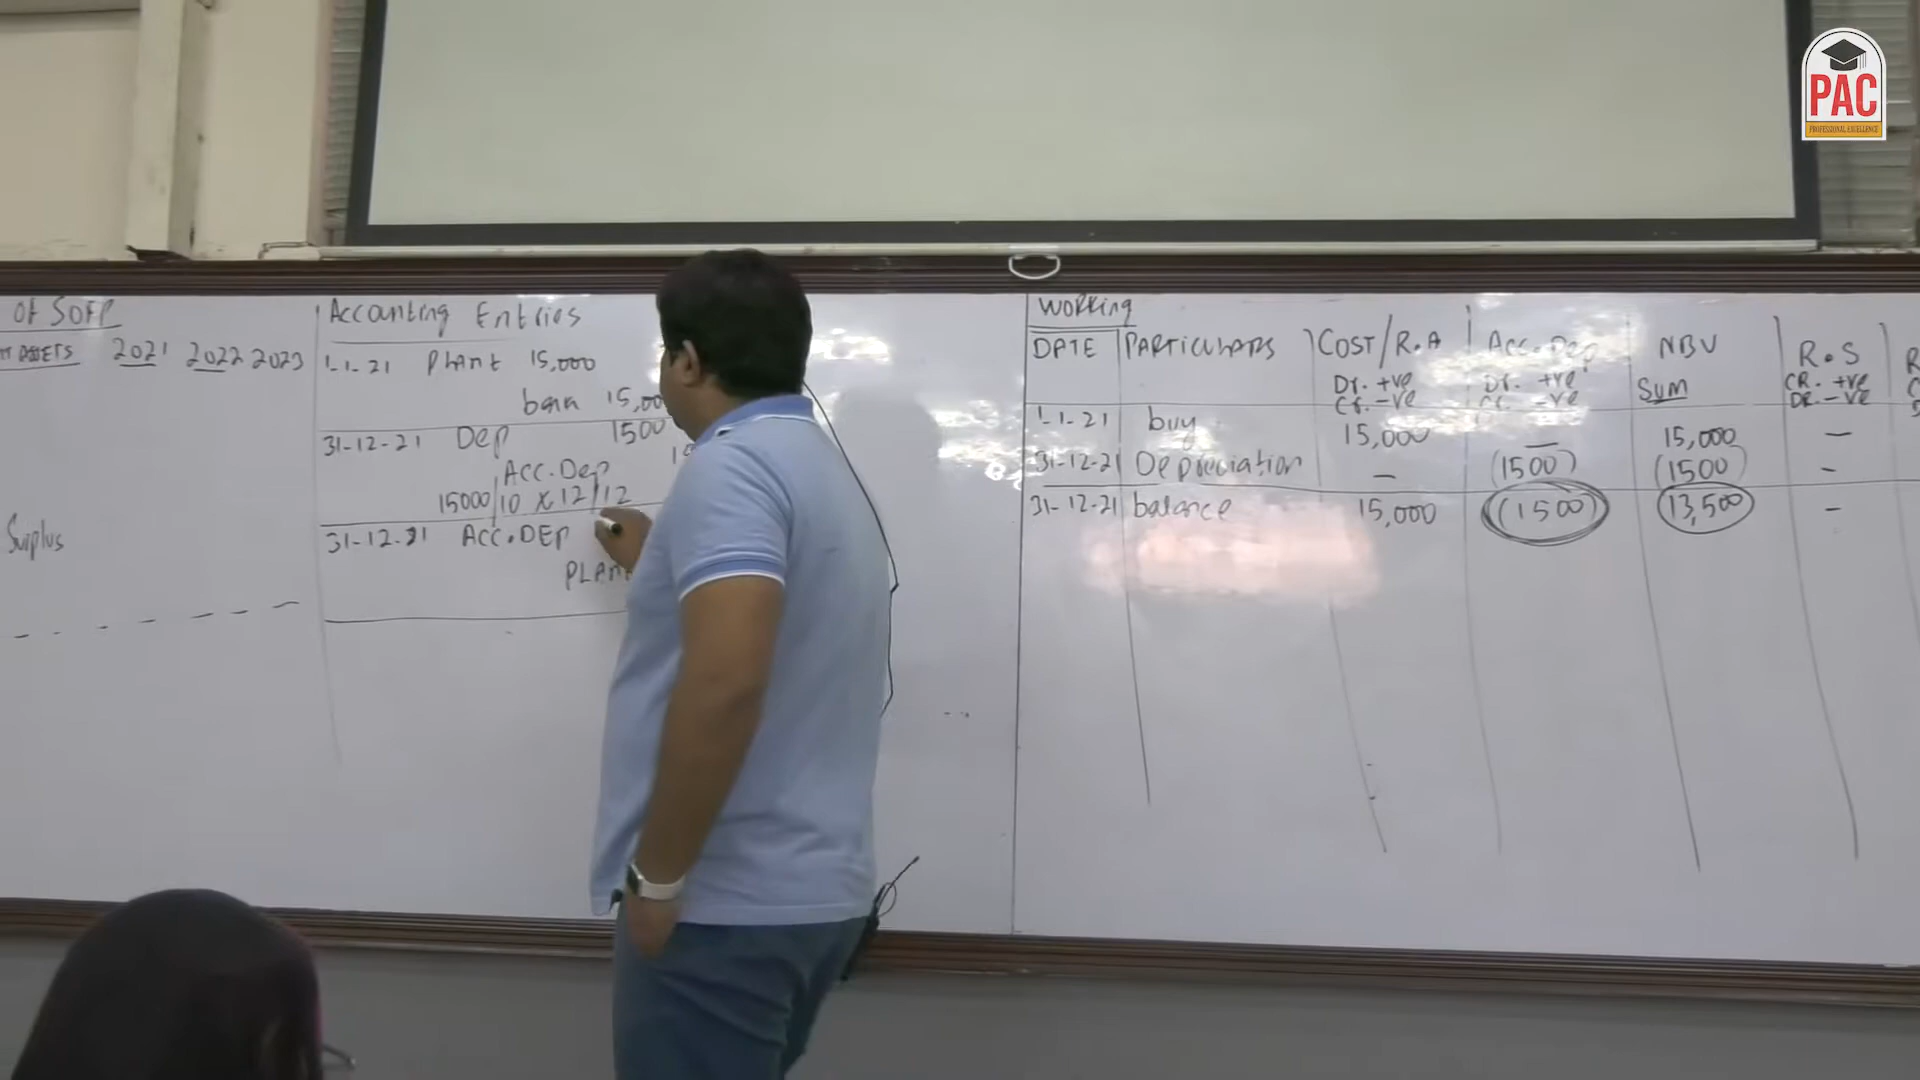 PAC
PROFESSIONAL EXCELLENCE
OF SOFP
ASSETS 2021 2022 2023
Surplus
Accounting Entries
1-1-21 Plant 15,000
bank 15,00
31-12-21 Dep 1500
Acc.Dep
15000/10 x 12/12
31-12-21 Acc.DEP
PLAN
Working
DATE PARTICULARS COST/R.A Acc.Dep NBV R.S
Dr. +ve Dr. +ve Sum CR. +ve
Cr. -ve Cr. -ve DR. -ve
1-1-21 buy 15,000 — 15,000 —
31-12-21 Depreciation — (1500) (1500) -
31-12-21 balance 15,000 (1500) 13,500 -